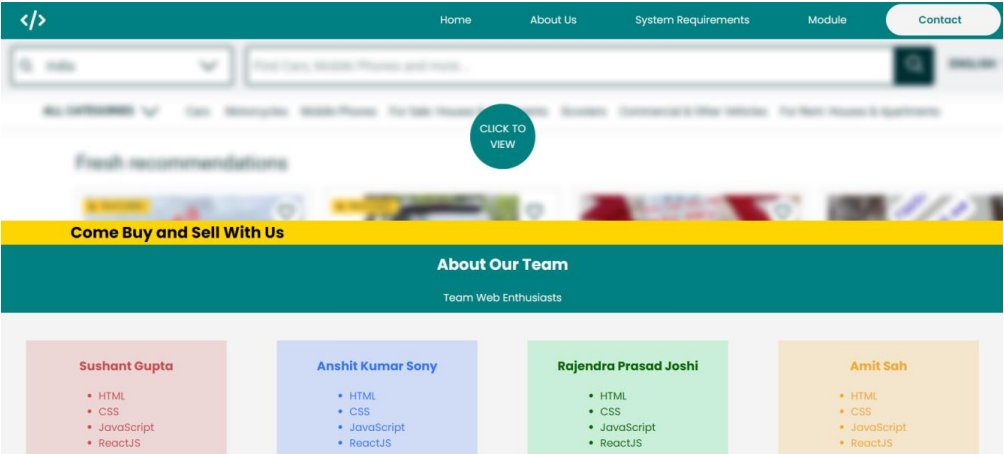 </>
Home About Us System Requirements Module Contact
India
Find Cars, Mobile Phones and more...
ENGLISH
ALL CATEGORIES Cars Motorcycles Mobile Phones For Sale: Houses & Scooters Commercial & Other Vehicles For Rent: Houses & Apartments
CLICK TO
VIEW
Fresh recommendations
Come Buy and Sell With Us
About Our Team
Team Web Enthusiasts
Sushant Gupta
• HTML
• CSS
• JavaScript
• ReactJS
Anshit Kumar Sony
• HTML
• CSS
• JavaScript
• ReactJS
Rajendra Prasad Joshi
• HTML
• CSS
• JavaScript
• ReactJS
Amit Sah
• HTML
• CSS
• JavaScript
• ReactJS